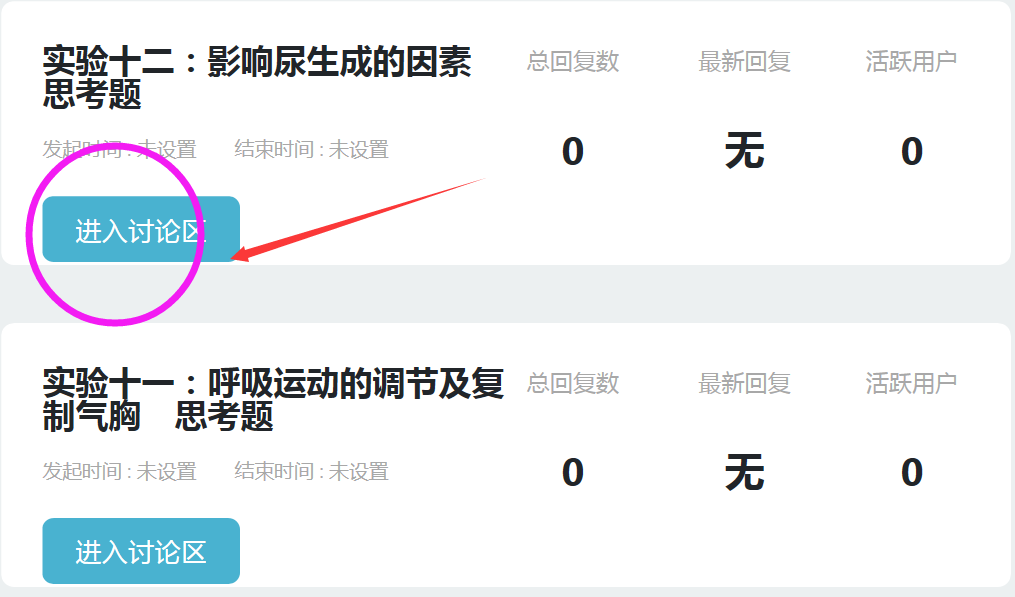 实验十二：影响尿生成的因素
思考题
总回复数 最新回复 活跃用户
发起时间 : 未设置 结束时间 : 未设置
0 无 0
进入讨论区
实验十一：呼吸运动的调节及复
制气胸　思考题
总回复数 最新回复 活跃用户
发起时间 : 未设置 结束时间 : 未设置
0 无 0
进入讨论区